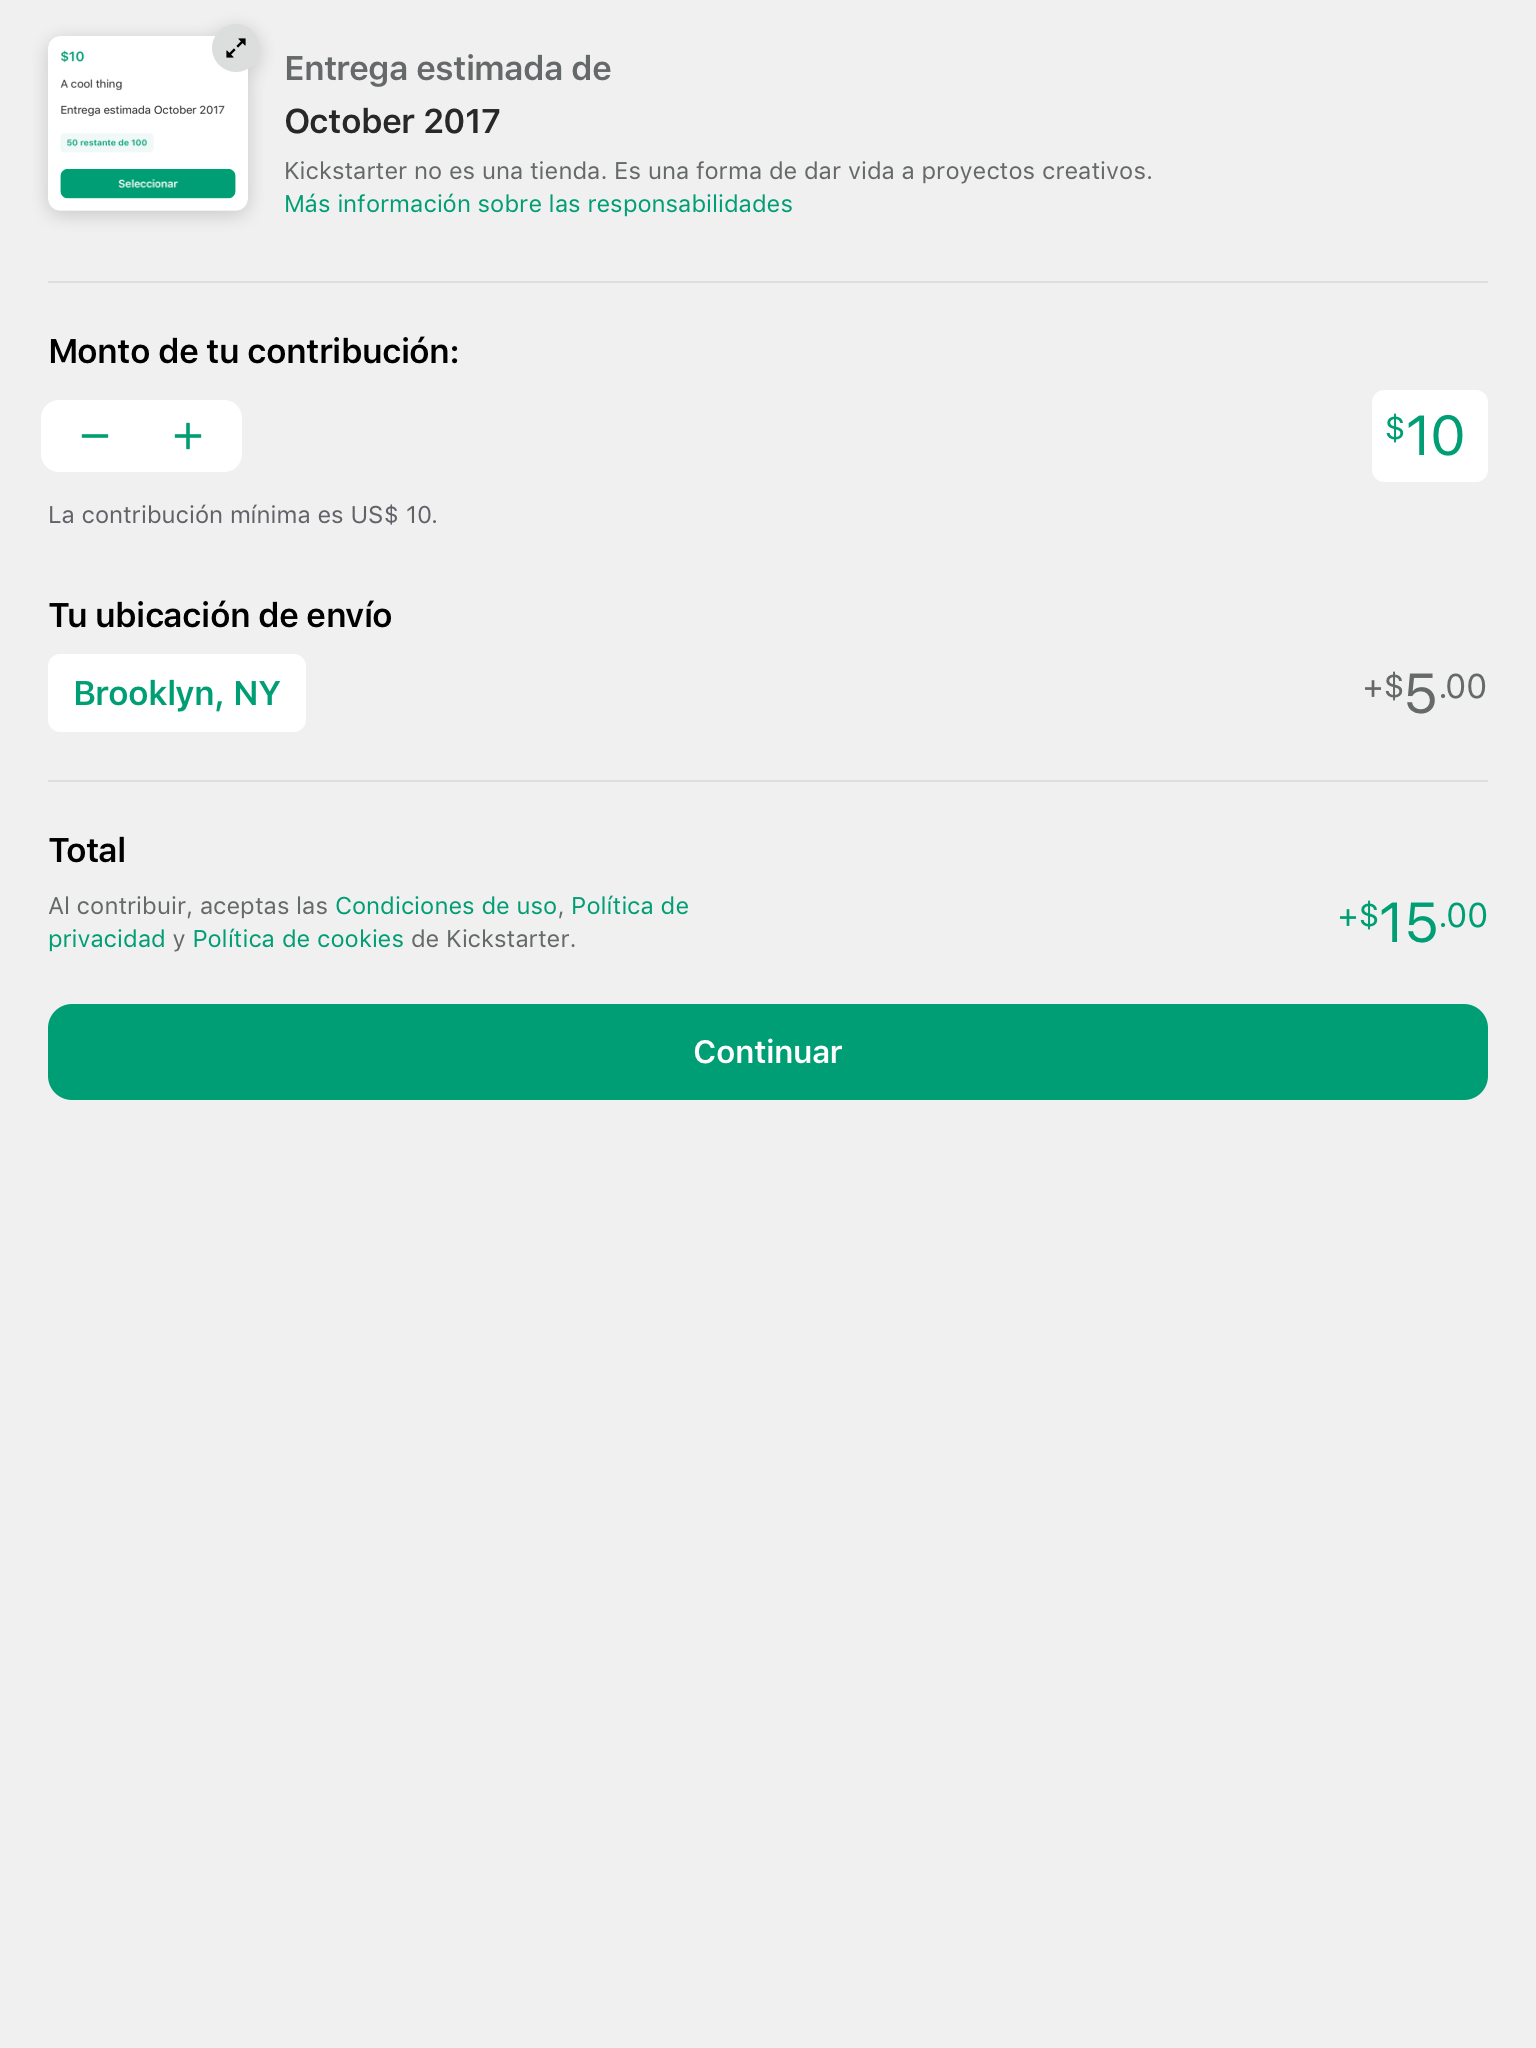 $10
A cool thing
Entrega estimada October 2017
50 restante de 100
Seleccionar
Entrega estimada de
October 2017
Kickstarter no es una tienda. Es una forma de dar vida a proyectos creativos.
Más información sobre las responsabilidades
Monto de tu contribución:
− +
$10
La contribución mínima es US$ 10.
Tu ubicación de envío
Brooklyn, NY
+$5.00
Total
Al contribuir, aceptas las Condiciones de uso, Política de
privacidad y Política de cookies de Kickstarter.
+$15.00
Continuar